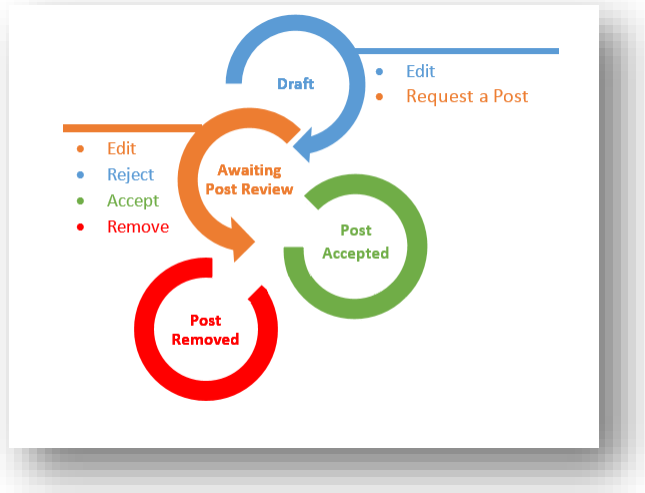 Draft
Edit
Request a Post
Edit
Reject
Accept
Remove
Awaiting
Post Review
Post
Accepted
Post
Removed